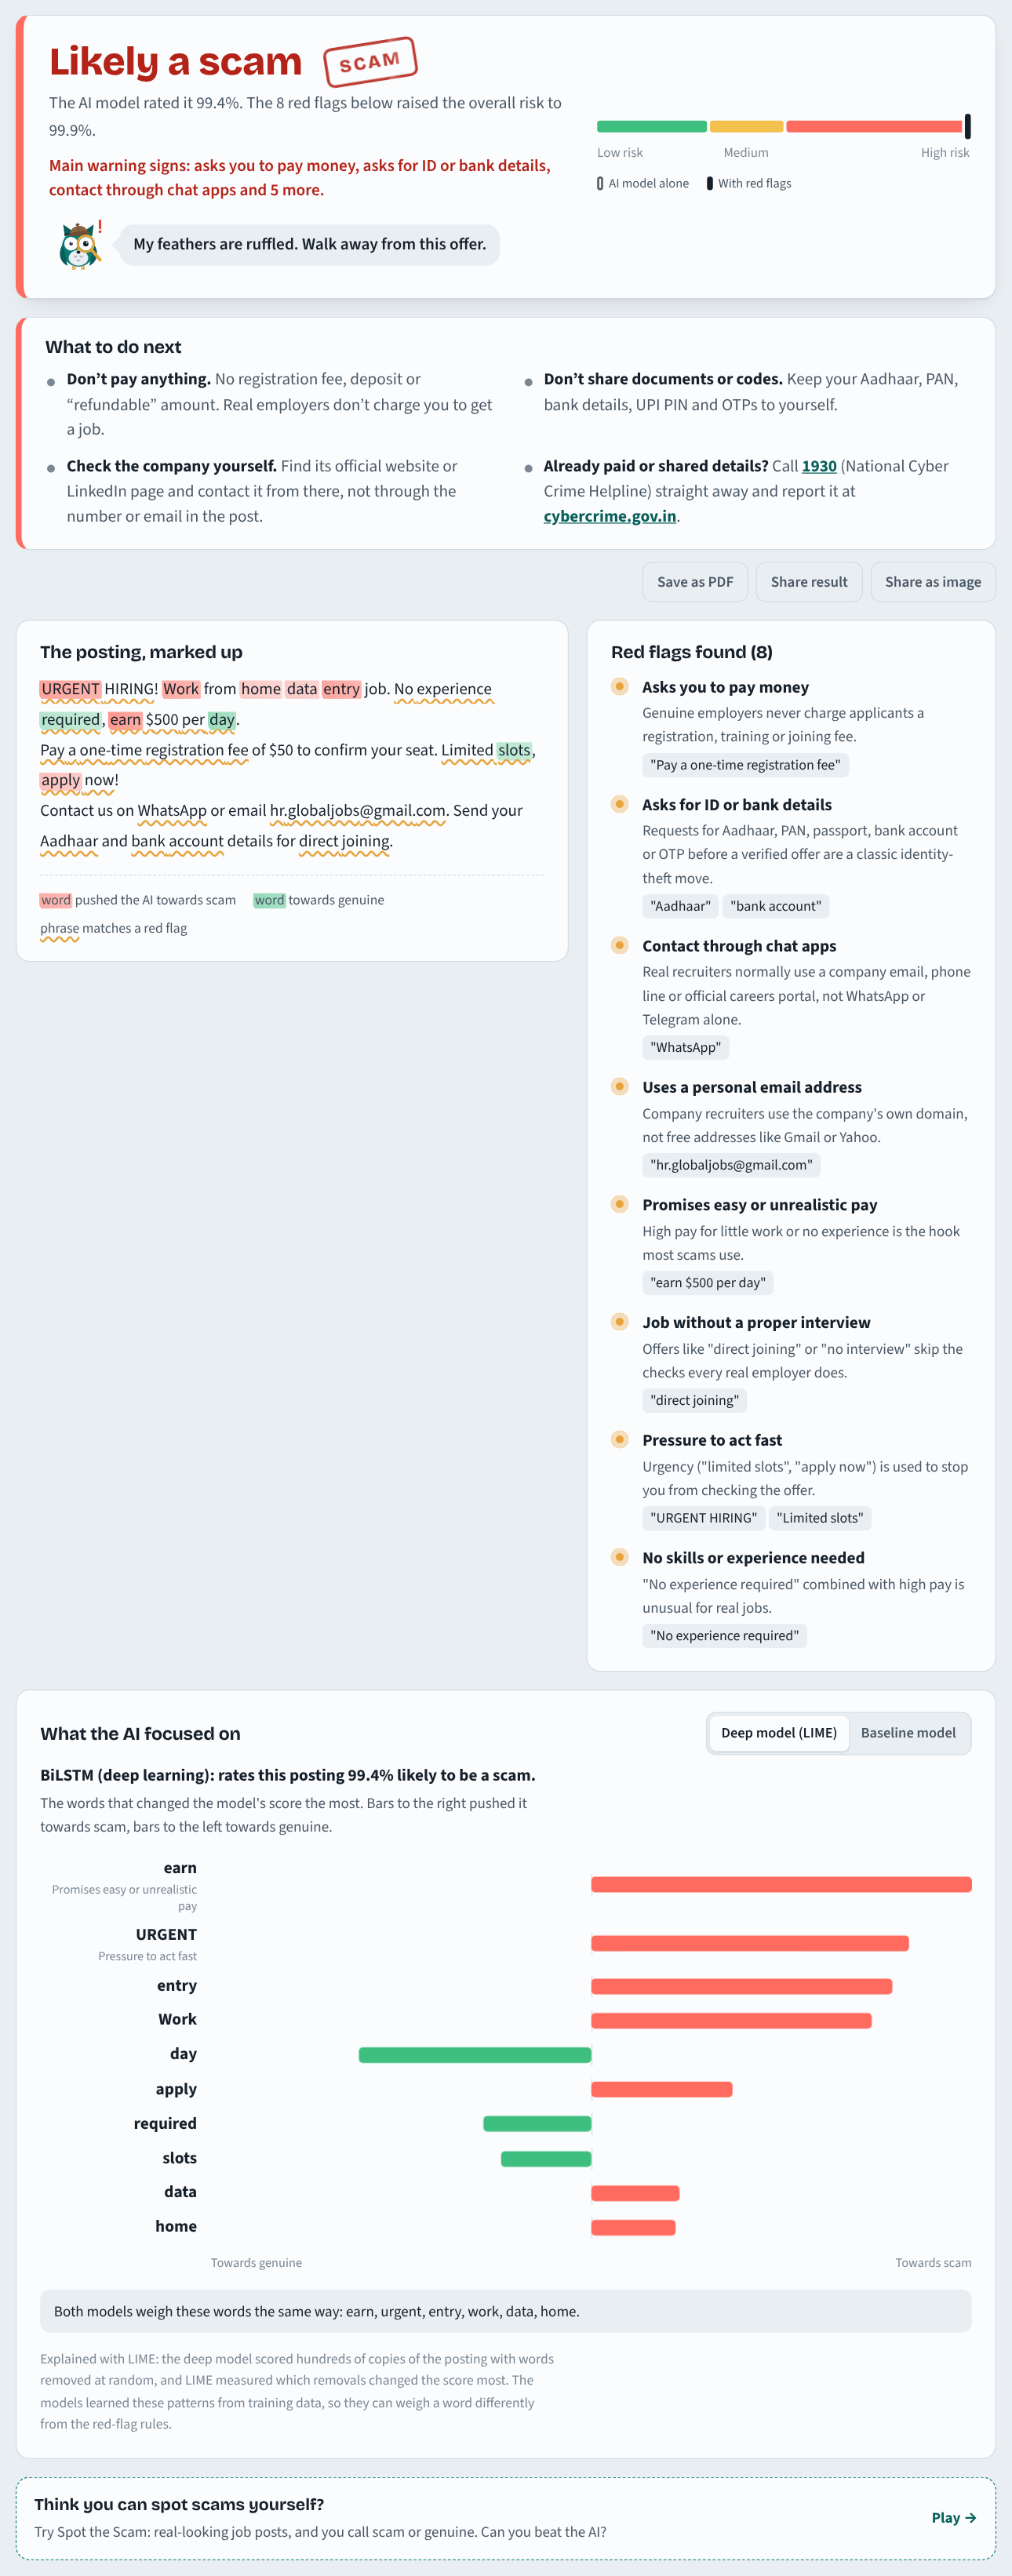 Likely a scam
SCAM
The AI model rated it 99.4%. The 8 red flags below raised the overall risk to
99.9%.
Main warning signs: asks you to pay money, asks for ID or bank details,
contact through chat apps and 5 more.
!
My feathers are ruffled. Walk away from this offer.
Low risk
Medium
High risk
AI model alone
With red flags
What to do next
Don’t pay anything. No registration fee, deposit or
“refundable” amount. Real employers don’t charge you to get
a job.
Don’t share documents or codes. Keep your Aadhaar, PAN,
bank details, UPI PIN and OTPs to yourself.
Check the company yourself. Find its official website or
LinkedIn page and contact it from there, not through the
number or email in the post.
Already paid or shared details? Call 1930 (National Cyber
Crime Helpline) straight away and report it at
cybercrime.gov.in.
Save as PDF
Share result
Share as image
The posting, marked up
URGENT HIRING! Work from home data entry job. No experience
required, earn $500 per day.
Pay a one-time registration fee of $50 to confirm your seat. Limited slots,
apply now!
Contact us on WhatsApp or email hr.globaljobs@gmail.com. Send your
Aadhaar and bank account details for direct joining.
word pushed the AI towards scam
word towards genuine
phrase matches a red flag
Red flags found (8)
Asks you to pay money
Genuine employers never charge applicants a
registration, training or joining fee.
"Pay a one-time registration fee"
Asks for ID or bank details
Requests for Aadhaar, PAN, passport, bank account
or OTP before a verified offer are a classic identity-
theft move.
"Aadhaar" "bank account"
Contact through chat apps
Real recruiters normally use a company email, phone
line or official careers portal, not WhatsApp or
Telegram alone.
"WhatsApp"
Uses a personal email address
Company recruiters use the company's own domain,
not free addresses like Gmail or Yahoo.
"hr.globaljobs@gmail.com"
Promises easy or unrealistic pay
High pay for little work or no experience is the hook
most scams use.
"earn $500 per day"
Job without a proper interview
Offers like "direct joining" or "no interview" skip the
checks every real employer does.
"direct joining"
Pressure to act fast
Urgency ("limited slots", "apply now") is used to stop
you from checking the offer.
"URGENT HIRING" "Limited slots"
No skills or experience needed
"No experience required" combined with high pay is
unusual for real jobs.
"No experience required"
What the AI focused on
Deep model (LIME)
Baseline model
BiLSTM (deep learning): rates this posting 99.4% likely to be a scam.
The words that changed the model's score the most. Bars to the right pushed it
towards scam, bars to the left towards genuine.
earn
Promises easy or unrealistic
pay
URGENT
Pressure to act fast
entry
Work
day
apply
required
slots
data
home
Towards genuine
Towards scam
Both models weigh these words the same way: earn, urgent, entry, work, data, home.
Explained with LIME: the deep model scored hundreds of copies of the posting with words
removed at random, and LIME measured which removals changed the score most. The
models learned these patterns from training data, so they can weigh a word differently
from the red-flag rules.
Think you can spot scams yourself?
Try Spot the Scam: real-looking job posts, and you call scam or genuine. Can you beat the AI?
Play →